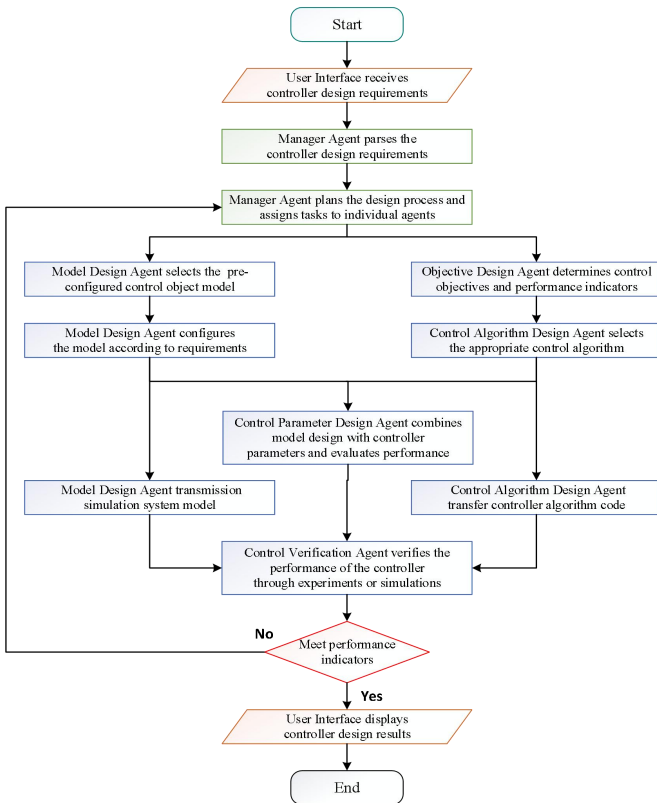 Start
User Interface receives
controller design requirements
Manager Agent parses the
controller design requirements
Manager Agent plans the design process and
assigns tasks to individual agents
Model Design Agent selects the pre-
configured control object model
Objective Design Agent determines control
objectives and performance indicators
Model Design Agent configures
the model according to requirements
Control Algorithm Design Agent selects
the appropriate control algorithm
Control Parameter Design Agent combines
model design with controller
parameters and evaluates performance
Model Design Agent transmission
simulation system model
Control Algorithm Design Agent
transfer controller algorithm code
Control Verification Agent verifies the
performance of the controller
through experiments or simulations
No
Meet performance
indicators
Yes
User Interface displays
controller design results
End